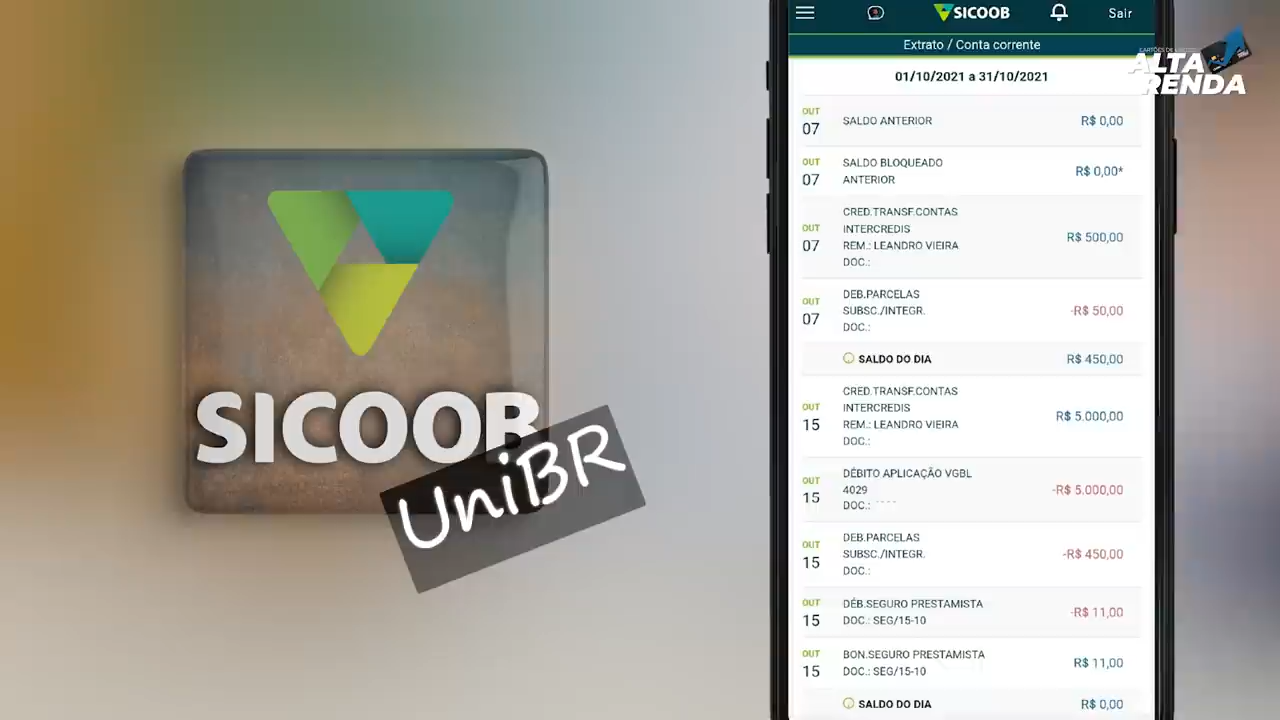 SICOOB
UniBR
SICOOB
Sair
Extrato / Conta corrente
CARTÕES DE CRÉDITO
ALTA
RENDA
01/10/2021 a 31/10/2021
OUT
07
SALDO ANTERIOR
R$ 0,00
OUT
07
SALDO BLOQUEADO
ANTERIOR
R$ 0,00*
OUT
07
CRED.TRANSF.CONTAS
INTERCREDIS
REM.: LEANDRO VIEIRA
DOC.:
R$ 500,00
OUT
07
DEB.PARCELAS
SUBSC./INTEGR.
DOC.:
-R$ 50,00
SALDO DO DIA
R$ 450,00
OUT
15
CRED.TRANSF.CONTAS
INTERCREDIS
REM.: LEANDRO VIEIRA
DOC.:
R$ 5.000,00
OUT
15
DÉBITO APLICAÇÃO VGBL
4029
DOC.:
-R$ 5.000,00
OUT
15
DEB.PARCELAS
SUBSC./INTEGR.
DOC.:
-R$ 450,00
OUT
15
DÉB.SEGURO PRESTAMISTA
DOC.: SEG/15-10
-R$ 11,00
OUT
15
BON.SEGURO PRESTAMISTA
DOC.: SEG/15-10
R$ 11,00
SALDO DO DIA
R$ 0,00